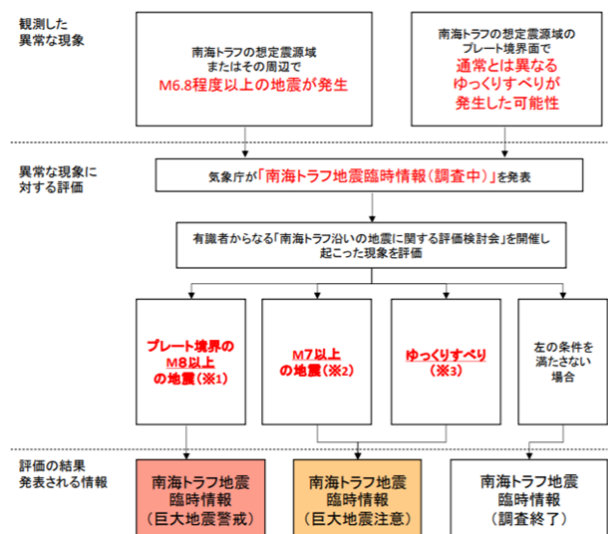 観測した
異常な現象
南海トラフの想定震源域
またはその周辺で
M6.8程度以上の地震が発生
南海トラフの想定震源域の
プレート境界面で
通常とは異なる
ゆっくりすべりが
発生した可能性
異常な現象に
対する評価
気象庁が「南海トラフ地震臨時情報(調査中)」を発表
有識者からなる「南海トラフ沿いの地震に関する評価検討会」を開催し
起こった現象を評価
プレート境界の
M8以上
の地震(※1)
M7以上
の地震(※2)
ゆっくりすべり
(※3)
左の条件を
満たさない
場合
評価の結果
発表される情報
南海トラフ地震
臨時情報
(巨大地震警戒)
南海トラフ地震
臨時情報
(巨大地震注意)
南海トラフ地震
臨時情報
(調査終了)